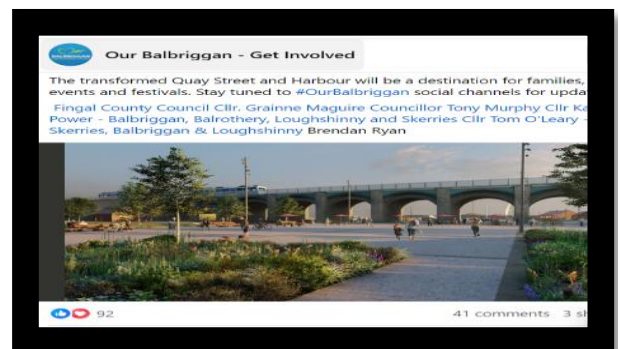 Our Balbriggan - Get Involved
The transformed Quay Street and Harbour will be a destination for families,
events and festivals. Stay tuned to #OurBalbriggan social channels for upda
Fingal County Council Cllr. Grainne Maguire Councillor Tony Murphy Cllr Ka
Power - Balbriggan, Balrothery, Loughshinny and Skerries Cllr Tom O'Leary -
Skerries, Balbriggan & Loughshinny Brendan Ryan
92
41 comments 3 sh